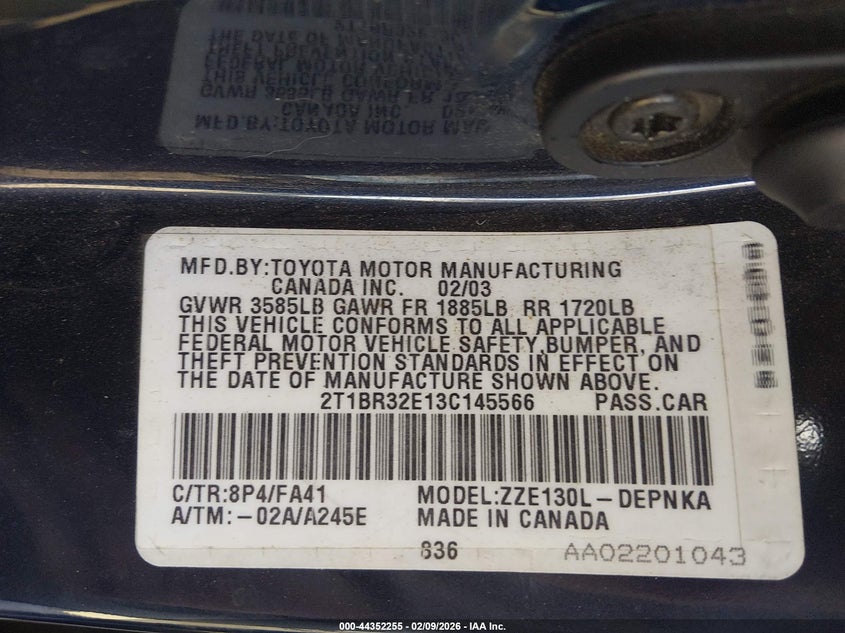 MFD.BY:TOYOTA MOTOR MANUFACTURING
CANADA INC. 02/03
GVWR 3585LB GAWR FR 1885LB RR 1720LB
THIS VEHICLE CONFORMS TO ALL APPLICABLE
FEDERAL MOTOR VEHICLE SAFETY,BUMPER, AND
THEFT PREVENTION STANDARDS IN EFFECT ON
THE DATE OF MANUFACTURE SHOWN ABOVE.
2T1BR32E13C145566 PASS.CAR
C/TR:8P4/FA41 MODEL:ZZE130L-DEPNKA
A/TM:-02A/A245E MADE IN CANADA
836 AA02201043
000-44352255 | 02/09/2026 - IAA Inc.